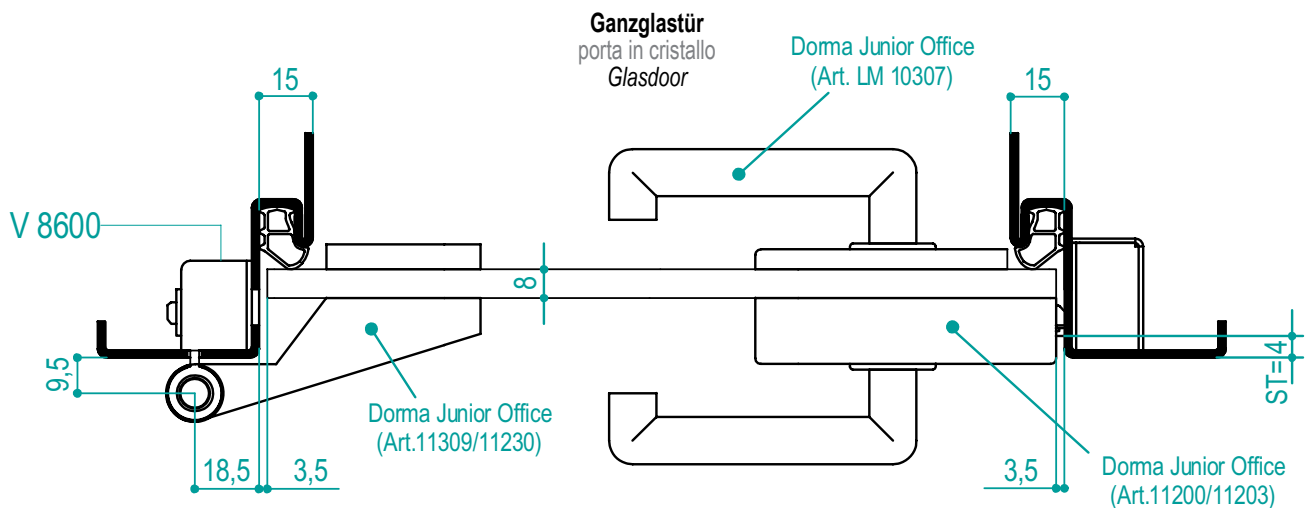 Ganzglastür
porta in cristallo
Glasdoor
Dorma Junior Office
(Art. LM 10307)
15
15
V 8600
8
9,5
ST= 4
Dorma Junior Office
(Art.11309/11230)
18,5
3,5
3,5
Dorma Junior Office
(Art.11200/11203)